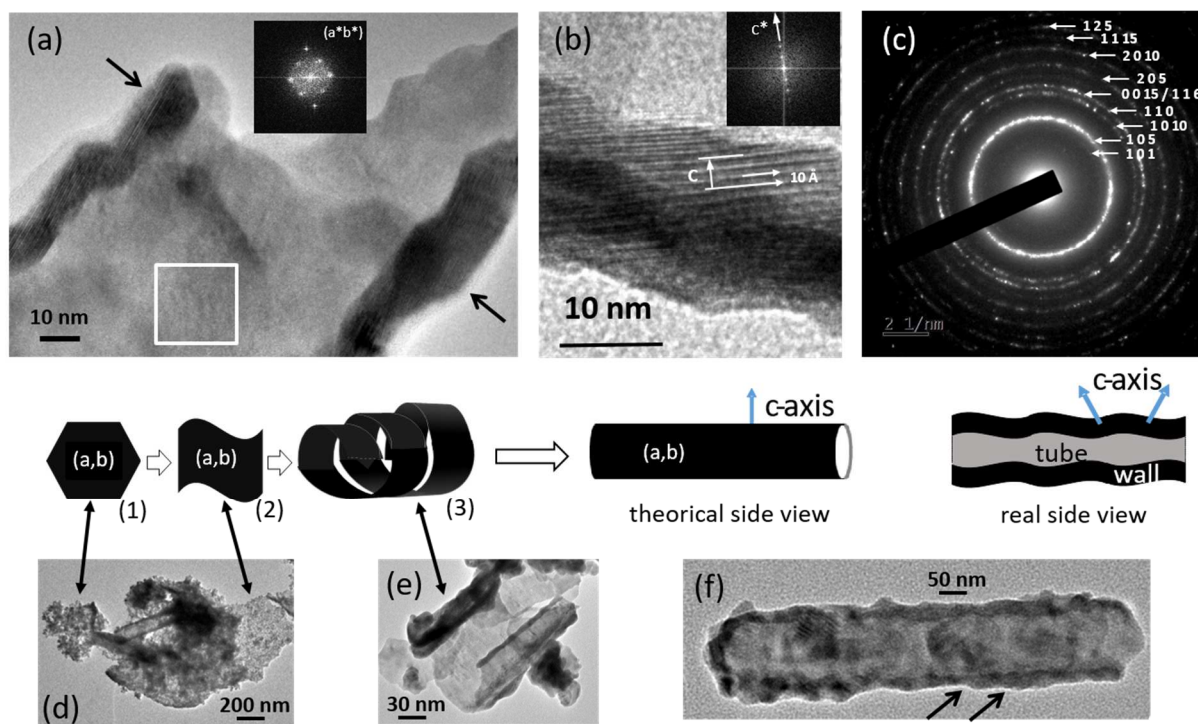 (a)
(a*b*)
10 nm
(b)
c*
C
10 Å
10 nm
(c)
1 2 5
1 1 15
2 0 10
2 0 5
0 0 15/1 1 6
1 1 0
1 0 10
1 0 5
1 0 1
2 1/nm
(a,b)
(1)
(a,b)
(2)
(3)
c-axis
(a,b)
theorical side view
c-axis
tube
wall
real side view
(d)
200 nm
(e)
30 nm
(f)
50 nm